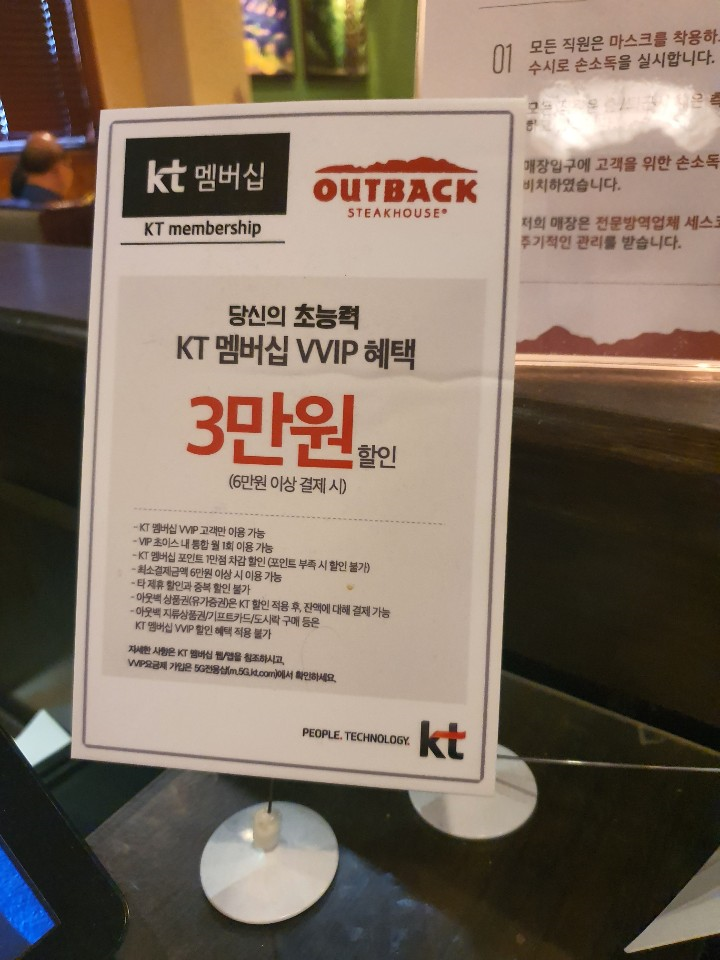 kt 멤버십
KT membership
OUTBACK
STEAKHOUSE®
당신의 초능력
KT 멤버십 VVIP 혜택
3만원 할인
(6만원 이상 결제 시)
- KT 멤버십 VVIP 고객만 이용 가능
- VIP 초이스 내 통합 월 1회 이용 가능
- KT 멤버십 포인트 1만점 차감 할인 (포인트 부족 시 할인 불가)
- 최소결제금액 6만원 이상 시 이용 가능
- 타 제휴 할인과 중복 할인 불가
- 아웃백 상품권(유가증권)은 KT 할인 적용 후, 잔액에 대해 결제 가능
- 아웃백 지류상품권/기프트카드/도시락 구매 등은
KT 멤버십 VVIP 할인 혜택 적용 불가
자세한 사항은 KT 멤버십 웹/앱을 참조하시고,
VVIP요금제 가입은 5G전용샵(m.5G.kt.com)에서 확인하세요.
PEOPLE. TECHNOLOGY. kt
01 모든 직원은 마스크를 착용하
수시로 손소독을 실시합니다.
매장입구에 고객을 위한 손소독
비치하였습니다.
저희 매장은 전문방역업체 세스코
주기적인 관리를 받습니다.